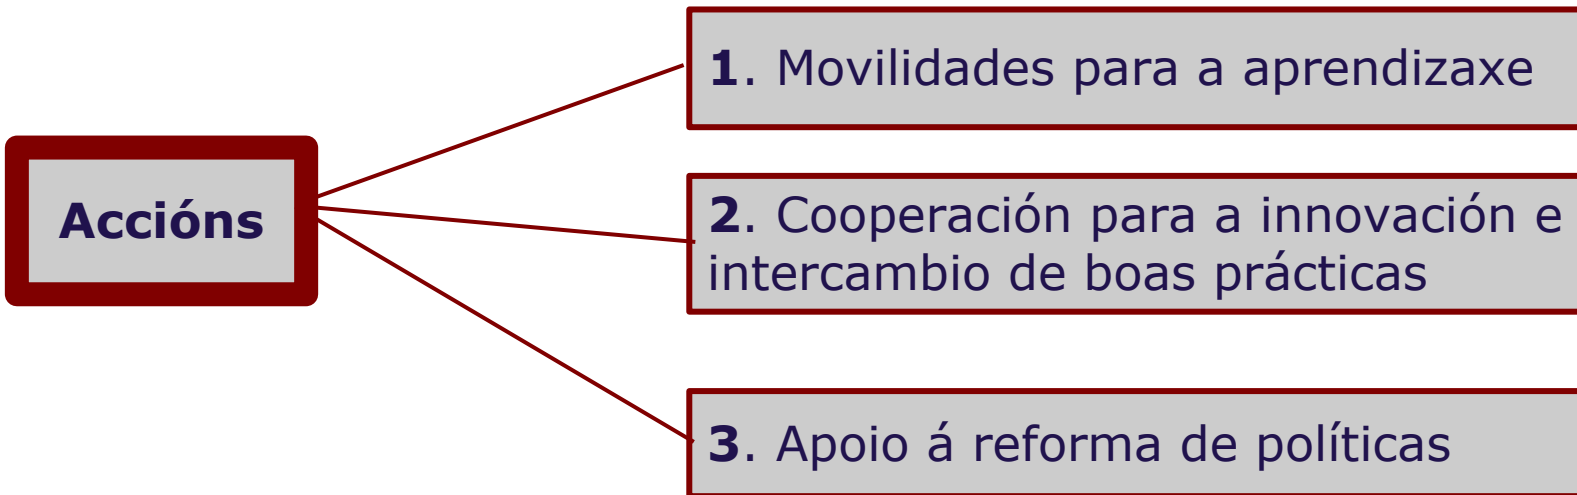 Accións
1. Movilidades para a aprendizaxe
2. Cooperación para a innovación e
intercambio de boas prácticas
3. Apoio á reforma de políticas